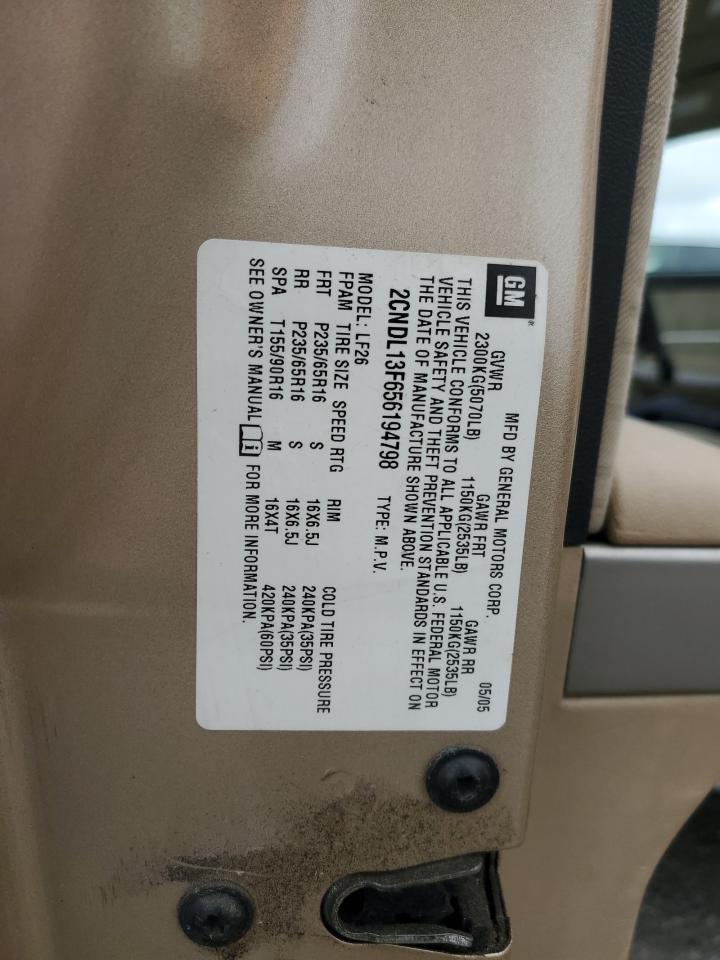 GM® MFD BY GENERAL MOTORS CORP. 05/05
GVWR GAWR FRT GAWR RR
2300KG(5070LB) 1150KG(2535LB) 1150KG(2535LB)
THIS VEHICLE CONFORMS TO ALL APPLICABLE U.S. FEDERAL MOTOR
VEHICLE SAFETY AND THEFT PREVENTION STANDARDS IN EFFECT ON
THE DATE OF MANUFACTURE SHOWN ABOVE.
2CNDL13F656194798 TYPE: M.P.V.
MODEL: LF26
FPAM TIRE SIZE SPEED RTG RIM COLD TIRE PRESSURE
FRT P235/65R16 S 16X6.5J 240KPA(35PSI)
RR P235/65R16 S 16X6.5J 240KPA(35PSI)
SPA T155/90R16 M 16X4T 420KPA(60PSI)
SEE OWNER'S MANUAL FOR MORE INFORMATION.